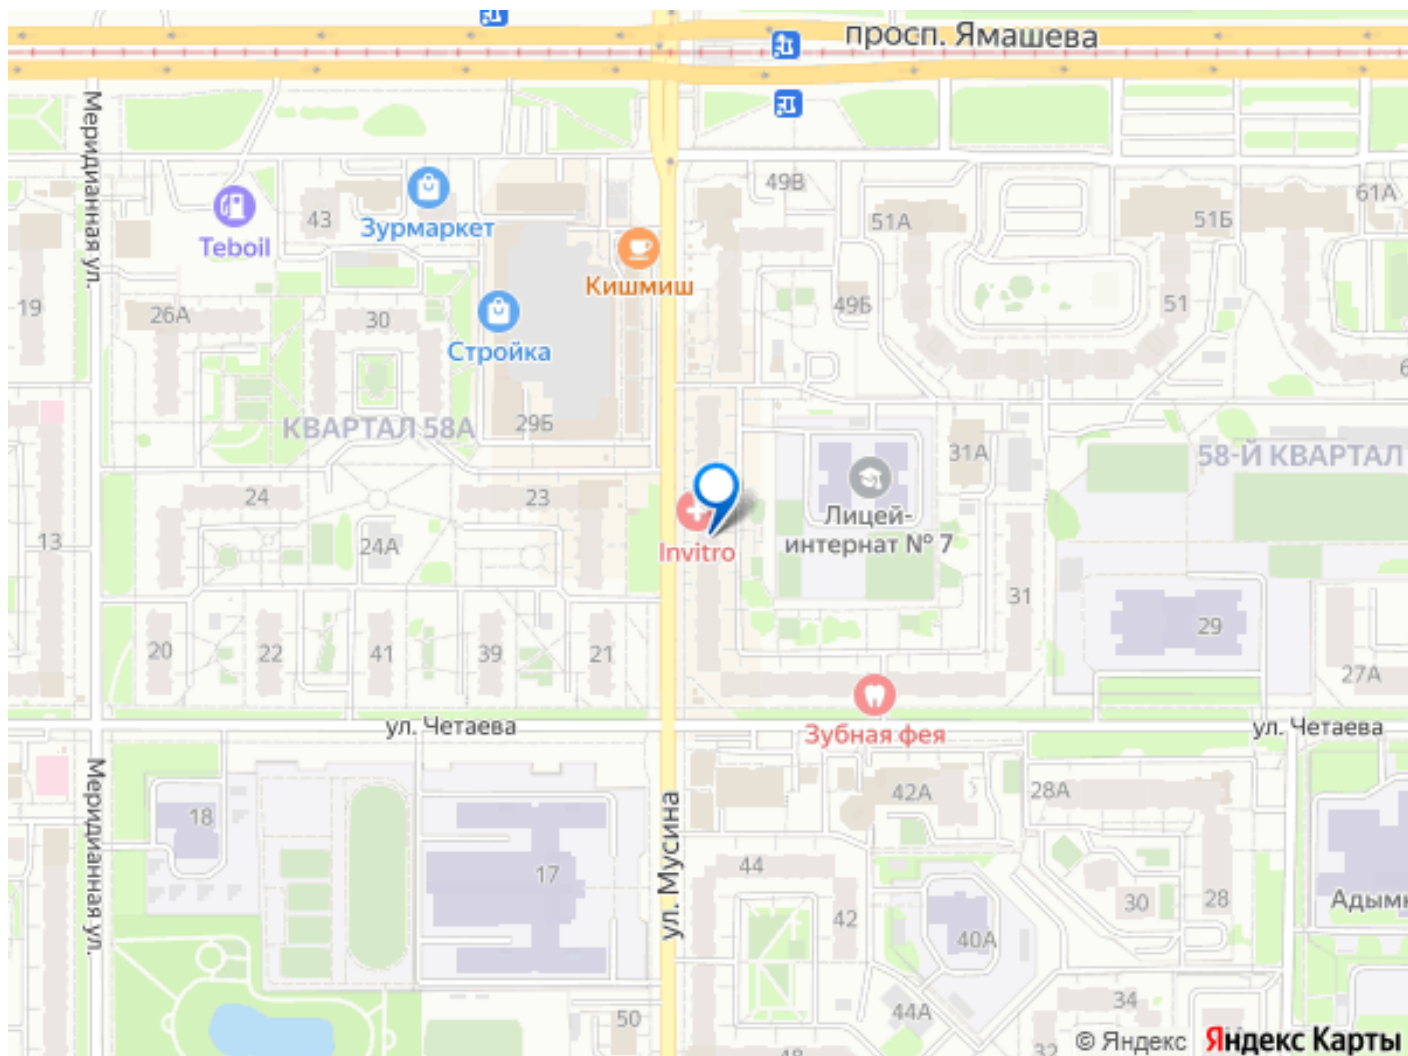 просп. Ямашева
Меридианная ул.
49В
61А
43
Зурмаркет
51А
51Б
Teboil
Кишмиш
19
26А
30
49Б
51
Стройка
КВАРТАЛ 58А
29Б
31А
58-Й КВАРТАЛ
24
23
Лицей-
интернат № 7
13
24А
Invitro
31
29
20
22
41
39
21
27А
ул. Четаева
Зубная фея
ул. Четаева
Меридианная ул.
ул. Мусина
42А
28А
18
44
17
30
28
Адымн
42
40А
34
44А
50
© Яндекс
Яндекс Карты